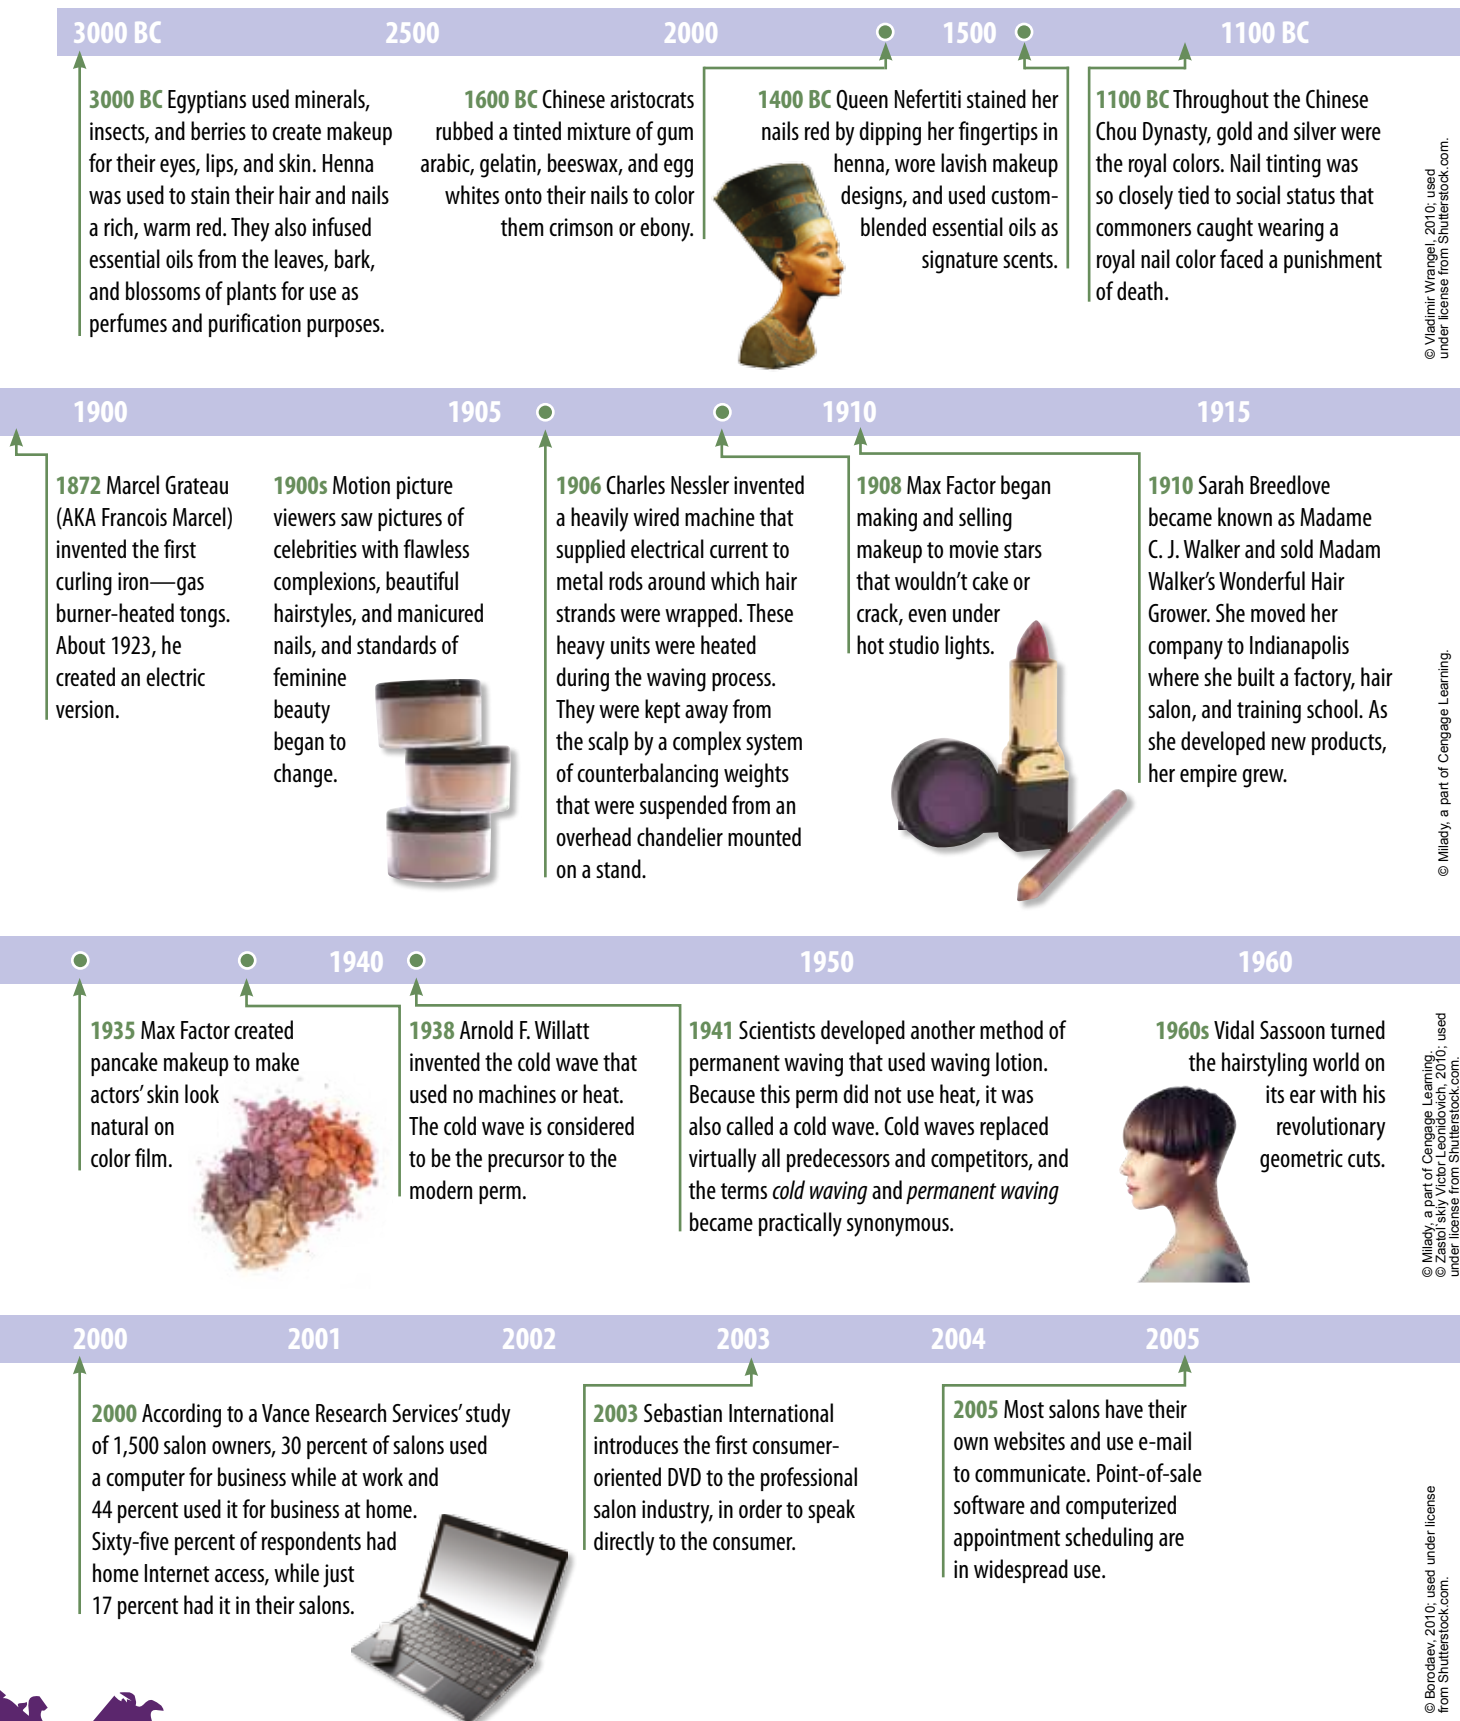 3000 BC 2500 2000 1500 1100 BC
3000 BC Egyptians used minerals,
insects, and berries to create makeup
for their eyes, lips, and skin. Henna
was used to stain their hair and nails
a rich, warm red. They also infused
essential oils from the leaves, bark,
and blossoms of plants for use as
perfumes and purification purposes.
1600 BC Chinese aristocrats
rubbed a tinted mixture of gum
arabic, gelatin, beeswax, and egg
whites onto their nails to color
them crimson or ebony.
1400 BC Queen Nefertiti stained her
nails red by dipping her fingertips in
henna, wore lavish makeup
designs, and used custom-
blended essential oils as
signature scents.
1100 BC Throughout the Chinese
Chou Dynasty, gold and silver were
the royal colors. Nail tinting was
so closely tied to social status that
commoners caught wearing a
royal nail color faced a punishment
of death.
© Vladimir Wrangel, 2010; used
under license from Shutterstock.com.
1900 1905 1910 1915
1872 Marcel Grateau
(AKA Francois Marcel)
invented the first
curling iron—gas
burner-heated tongs.
About 1923, he
created an electric
version.
1900s Motion picture
viewers saw pictures of
celebrities with flawless
complexions, beautiful
hairstyles, and manicured
nails, and standards of
feminine
beauty
began to
change.
1906 Charles Nessler invented
a heavily wired machine that
supplied electrical current to
metal rods around which hair
strands were wrapped. These
heavy units were heated
during the waving process.
They were kept away from
the scalp by a complex system
of counterbalancing weights
that were suspended from an
overhead chandelier mounted
on a stand.
1908 Max Factor began
making and selling
makeup to movie stars
that wouldn't cake or
crack, even under
hot studio lights.
1910 Sarah Breedlove
became known as Madame
C. J. Walker and sold Madam
Walker's Wonderful Hair
Grower. She moved her
company to Indianapolis
where she built a factory, hair
salon, and training school. As
she developed new products,
her empire grew.
© Milady, a part of Cengage Learning.
1940 1950 1960
1935 Max Factor created
pancake makeup to make
actors' skin look
natural on
color film.
1938 Arnold F. Willatt
invented the cold wave that
used no machines or heat.
The cold wave is considered
to be the precursor to the
modern perm.
1941 Scientists developed another method of
permanent waving that used waving lotion.
Because this perm did not use heat, it was
also called a cold wave. Cold waves replaced
virtually all predecessors and competitors, and
the terms cold waving and permanent waving
became practically synonymous.
1960s Vidal Sassoon turned
the hairstyling world on
its ear with his
revolutionary
geometric cuts.
© Milady, a part of Cengage Learning.
© Zastol`skiy Victor Leonidovich, 2010; used
under license from Shutterstock.com.
2000 2001 2002 2003 2004 2005
2000 According to a Vance Research Services' study
of 1,500 salon owners, 30 percent of salons used
a computer for business while at work and
44 percent used it for business at home.
Sixty-five percent of respondents had
home Internet access, while just
17 percent had it in their salons.
2003 Sebastian International
introduces the first consumer-
oriented DVD to the professional
salon industry, in order to speak
directly to the consumer.
2005 Most salons have their
own websites and use e-mail
to communicate. Point-of-sale
software and computerized
appointment scheduling are
in widespread use.
© Borodaev, 2010; used under license
from Shutterstock.com.